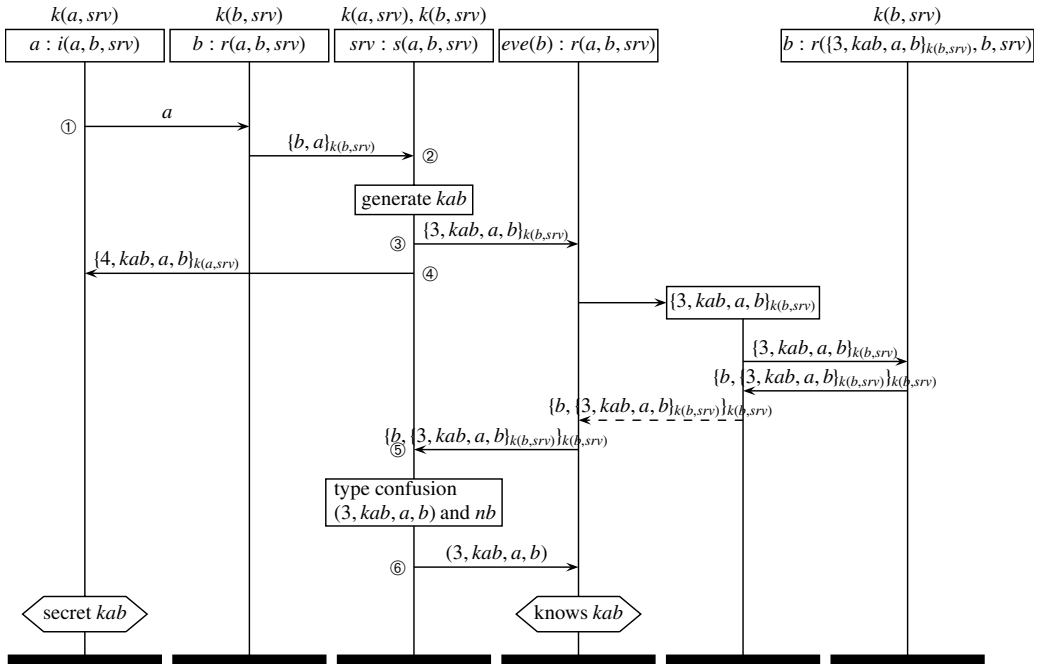 k(a, srv)
k(b, srv)
k(a, srv), k(b, srv)
k(b, srv)
a : i(a, b, srv)
b : r(a, b, srv)
srv : s(a, b, srv)
eve(b) : r(a, b, srv)
b : r({3, kab, a, b}k(b,srv), b, srv)
① a
{b, a}k(b,srv) ②
generate kab
③ {3, kab, a, b}k(b,srv)
{4, kab, a, b}k(a,srv) ④
{3, kab, a, b}k(b,srv)
{3, kab, a, b}k(b,srv)
{b, {3, kab, a, b}k(b,srv)}k(b,srv)
{b, {3, kab, a, b}k(b,srv)}k(b,srv)
{b, {3, kab, a, b}k(b,srv)}k(b,srv)
⑤
type confusion
(3, kab, a, b) and nb
⑥ (3, kab, a, b)
secret kab
knows kab